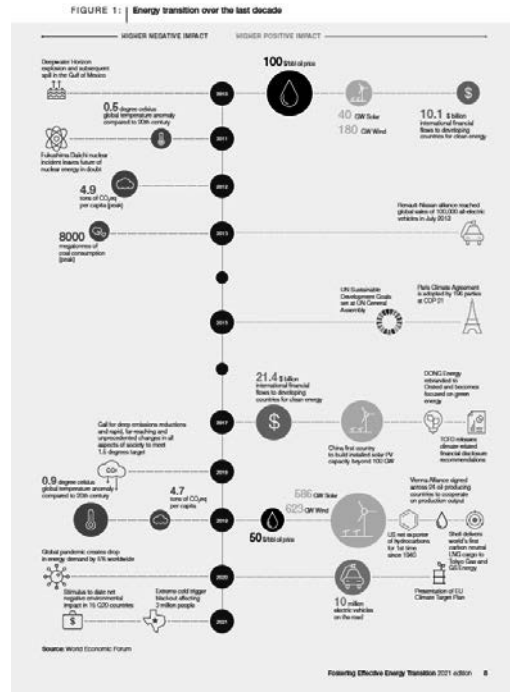 FIGURE 1: Energy transition over the last decade
HIGHER NEGATIVE IMPACT
HIGHER POSITIVE IMPACT
Deepwater Horizon
explosion and subsequent
spill in the Gulf of Mexico
2010
100 $/bbl oil price
40 GW Solar
180 GW Wind
$
10.1 $ billion
international financial
flows to developing
countries for clean energy
0.5 degree celsius
global temperature anomaly
compared to 20th century
2011
Fukushima Daiichi nuclear
incident leaves future of
nuclear energy in doubt
2012
4.9
tons of CO₂eq
per capita (peak)
Renault-Nissan alliance reached
global sales of 100,000 all-electric
vehicles in July 2013
8000
megatonnes of
coal consumption
(peak)
2013
UN Sustainable
Development Goals
set at UN General
Assembly
Paris Climate Agreement
is adopted by 196 parties
at COP 21
2015
21.4 $ billion
international financial
flows to developing
countries for clean energy
DONG Energy
rebranded to
Orsted and becomes
focused on green
energy
2017
$
China first country
to build installed solar PV
capacity beyond 100 GW
TCFD releases
climate related
financial disclosure
recommendations
Call for deep emissions reductions
and rapid, far-reaching and
unprecedented changes in all
aspects of society to meet
1.5 degrees target
CO₂
2018
0.9 degree celsius
global temperature anomaly
compared to 20th century
4.7
tons of CO₂eq
per capita
2019
586 GW Solar
623 GW Wind
50 $/bbl oil price
Vienna Alliance signed
across 24 oil-producing
countries to cooperate
on production output
US net exporter
of hydrocarbons
for 1st time
since 1940
Shell delivers
world's first
carbon neutral
LNG cargo to
Tokyo Gas and
GS Energy
Global pandemic creates drop
in energy demand by 6% worldwide
2020
10 million
electric vehicles
on the road
Presentation of EU
Climate Target Plan
Stimulus to date net
negative environmental
impact in 15 G20 countries
$
Extreme cold trigger
blackout affecting
3 million people
2021
Source: World Economic Forum
Fostering Effective Energy Transition 2021 edition 8